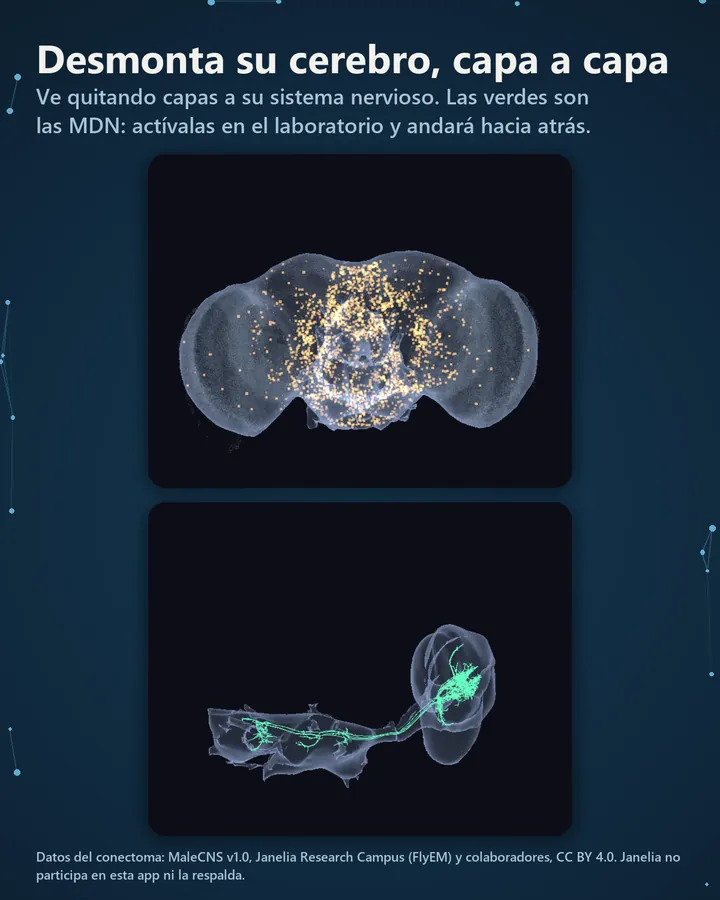 Desmonta su cerebro, capa a capa
Ve quitando capas a su sistema nervioso. Las verdes son
las MDN: actívalas en el laboratorio y andará hacia atrás.
Datos del conectoma: MaleCNS v1.0, Janelia Research Campus (FlyEM) y colaboradores, CC BY 4.0. Janelia no
participa en esta app ni la respalda.